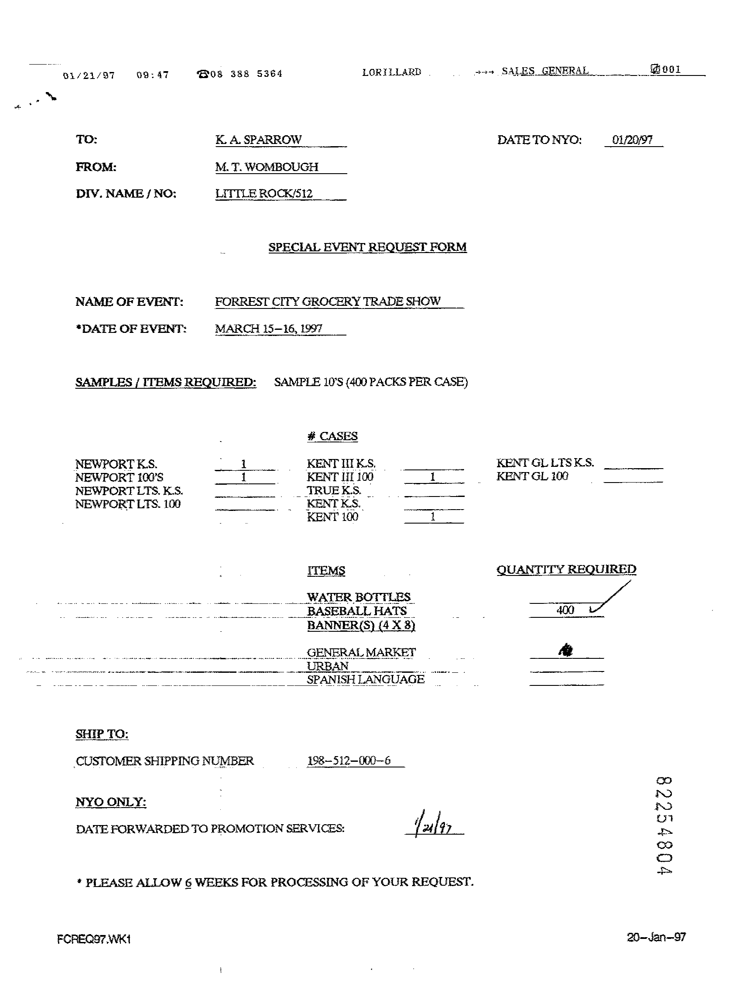 01/21/97 09:47 ☎08 388 5364 LORILLARD →→→ SALES GENERAL 001
TO: K. A. SPARROW DATE TO NYO: 01/20/97
FROM: M. T. WOMBOUGH
DIV. NAME / NO: LITTLE ROCK/512
SPECIAL EVENT REQUEST FORM
NAME OF EVENT: FORREST CITY GROCERY TRADE SHOW
*DATE OF EVENT: MARCH 15-16, 1997
SAMPLES / ITEMS REQUIRED: SAMPLE 10'S (400 PACKS PER CASE)
# CASES
NEWPORT K.S. 1 KENT III K.S. KENT GL LTS K.S.
NEWPORT 100'S 1 KENT III 100 1 KENT GL 100
NEWPORT LTS. K.S. TRUE K.S.
NEWPORT LTS. 100 KENT K.S.
KENT 100 1
ITEMS QUANTITY REQUIRED
WATER BOTTLES
BASEBALL HATS 400
BANNER(S) (4 X 8)
GENERAL MARKET
URBAN
SPANISH LANGUAGE
SHIP TO:
CUSTOMER SHIPPING NUMBER 198-512-000-6
NYO ONLY:
DATE FORWARDED TO PROMOTION SERVICES: 1/21/97
* PLEASE ALLOW 6 WEEKS FOR PROCESSING OF YOUR REQUEST.
82254804
FCREQ97.WK1 20-Jan-97